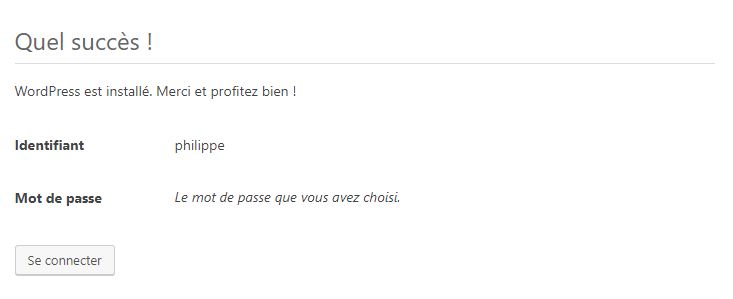 Quel succès !
WordPress est installé. Merci et profitez bien !
Identifiant philippe
Mot de passe Le mot de passe que vous avez choisi.
Se connecter